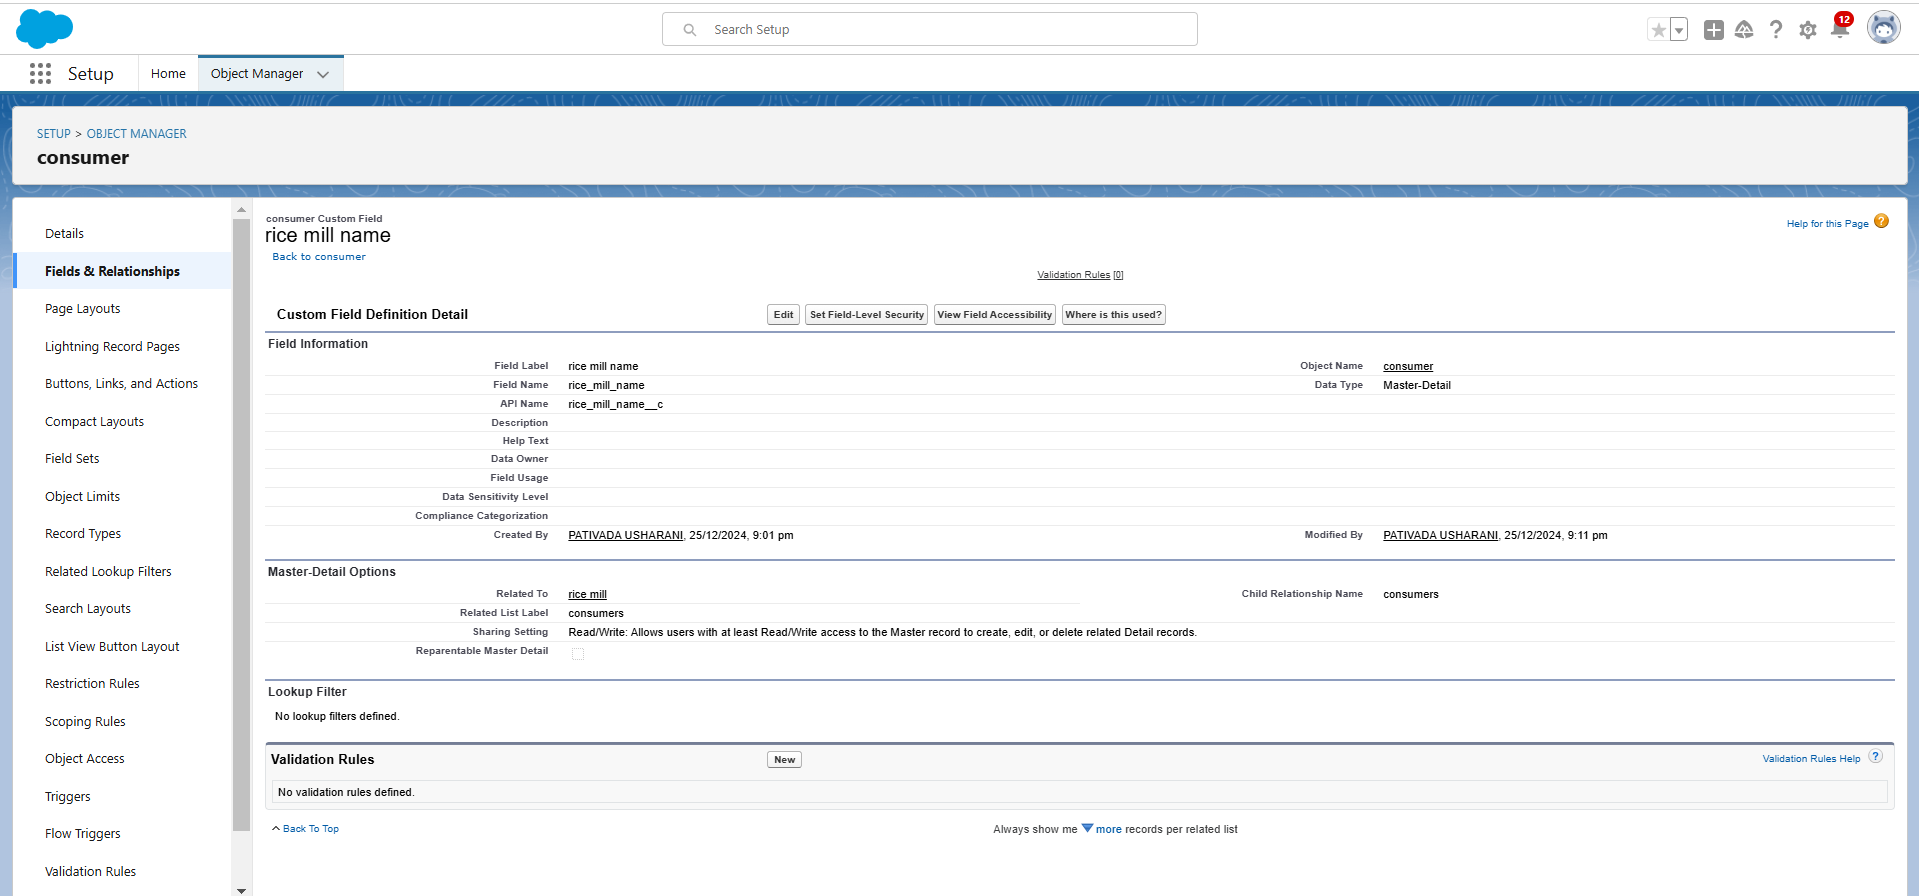 Search Setup
12
Setup
Home
Object Manager
SETUP > OBJECT MANAGER
consumer
Details
Fields & Relationships
Page Layouts
Lightning Record Pages
Buttons, Links, and Actions
Compact Layouts
Field Sets
Object Limits
Record Types
Related Lookup Filters
Search Layouts
List View Button Layout
Restriction Rules
Scoping Rules
Object Access
Triggers
Flow Triggers
Validation Rules
consumer Custom Field
rice mill name
Back to consumer
Help for this Page ?
Validation Rules [0]
Custom Field Definition Detail
Edit Set Field-Level Security View Field Accessibility Where is this used?
Field Information
Field Label rice mill name Object Name consumer
Field Name rice_mill_name Data Type Master-Detail
API Name rice_mill_name__c
Description
Help Text
Data Owner
Field Usage
Data Sensitivity Level
Compliance Categorization
Created By PATIVADA USHARANI, 25/12/2024, 9:01 pm Modified By PATIVADA USHARANI, 25/12/2024, 9:11 pm
Master-Detail Options
Related To rice mill Child Relationship Name consumers
Related List Label consumers
Sharing Setting Read/Write: Allows users with at least Read/Write access to the Master record to create, edit, or delete related Detail records.
Reparentable Master Detail
Lookup Filter
No lookup filters defined.
Validation Rules New Validation Rules Help ?
No validation rules defined.
Back To Top Always show me more records per related list